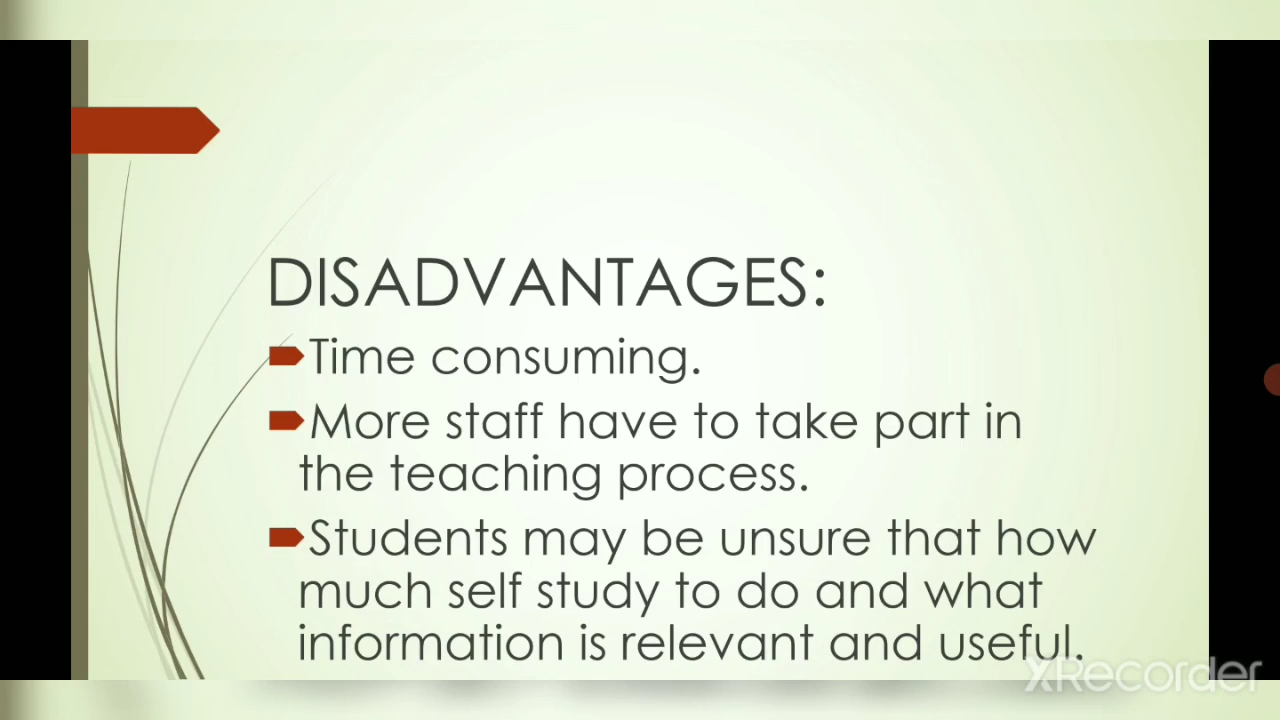 DISADVANTAGES:
Time consuming.
More staff have to take part in
the teaching process.
Students may be unsure that how
much self study to do and what
information is relevant and useful.
XRecorder